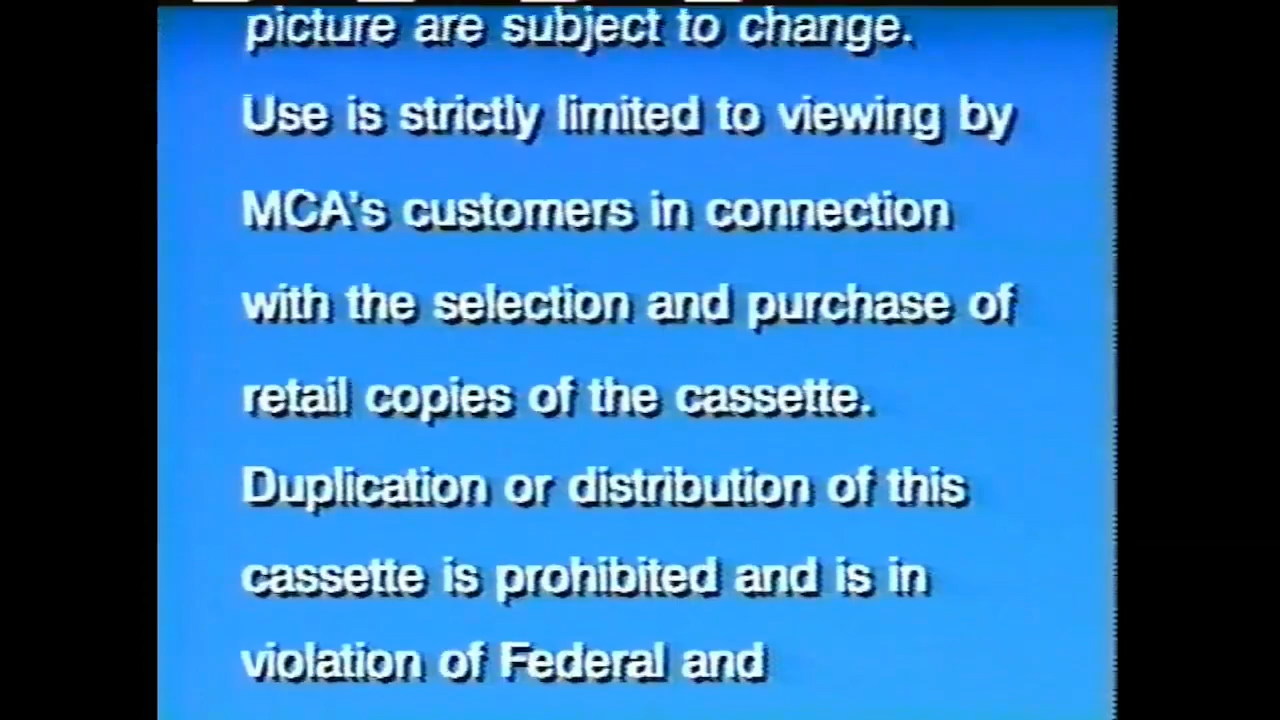 picture are subject to change.
Use is strictly limited to viewing by
MCA's customers in connection
with the selection and purchase of
retail copies of the cassette.
Duplication or distribution of this
cassette is prohibited and is in
violation of Federal and